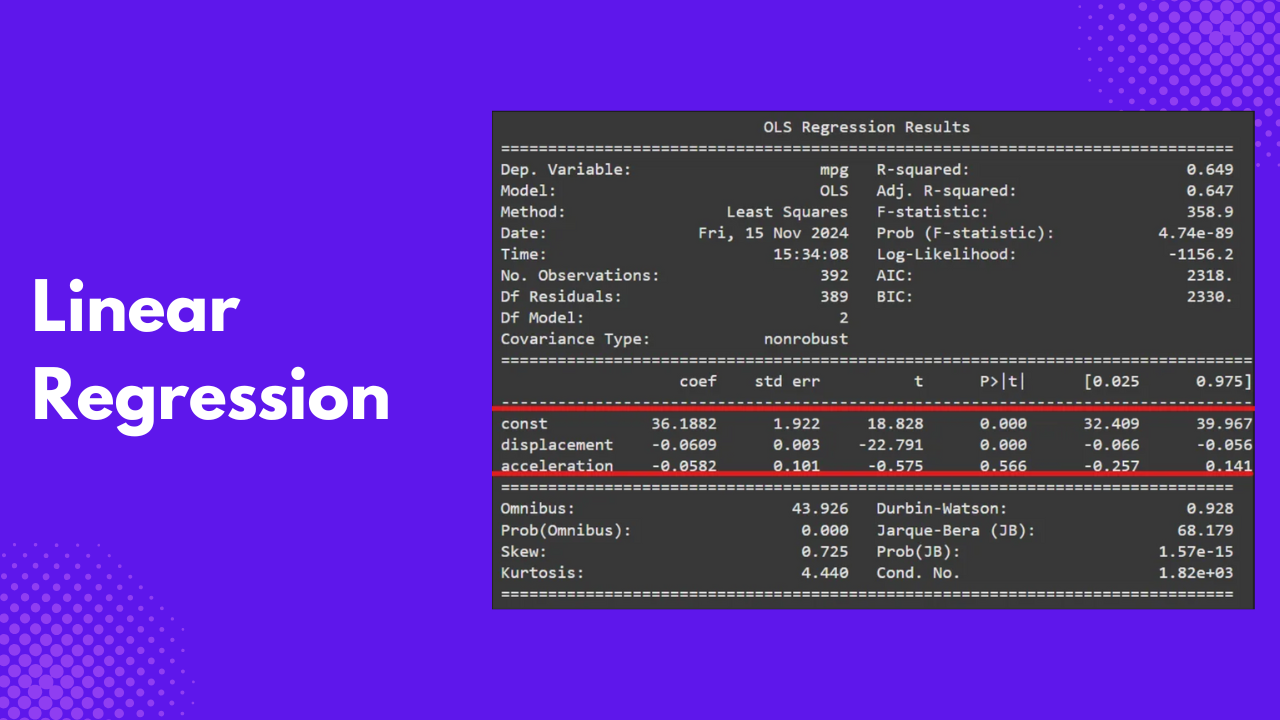 Linear
Regression
OLS Regression Results
==============================================================================
Dep. Variable: mpg R-squared: 0.649
Model: OLS Adj. R-squared: 0.647
Method: Least Squares F-statistic: 358.9
Date: Fri, 15 Nov 2024 Prob (F-statistic): 4.74e-89
Time: 15:34:08 Log-Likelihood: -1156.2
No. Observations: 392 AIC: 2318.
Df Residuals: 389 BIC: 2330.
Df Model: 2
Covariance Type: nonrobust
================================================================================
coef std err t P>|t| [0.025 0.975]
--------------------------------------------------------------------------------
const 36.1882 1.922 18.828 0.000 32.409 39.967
displacement -0.0609 0.003 -22.791 0.000 -0.066 -0.056
acceleration -0.0582 0.101 -0.575 0.566 -0.257 0.141
==============================================================================
Omnibus: 43.926 Durbin-Watson: 0.928
Prob(Omnibus): 0.000 Jarque-Bera (JB): 68.179
Skew: 0.725 Prob(JB): 1.57e-15
Kurtosis: 4.440 Cond. No. 1.82e+03
==============================================================================